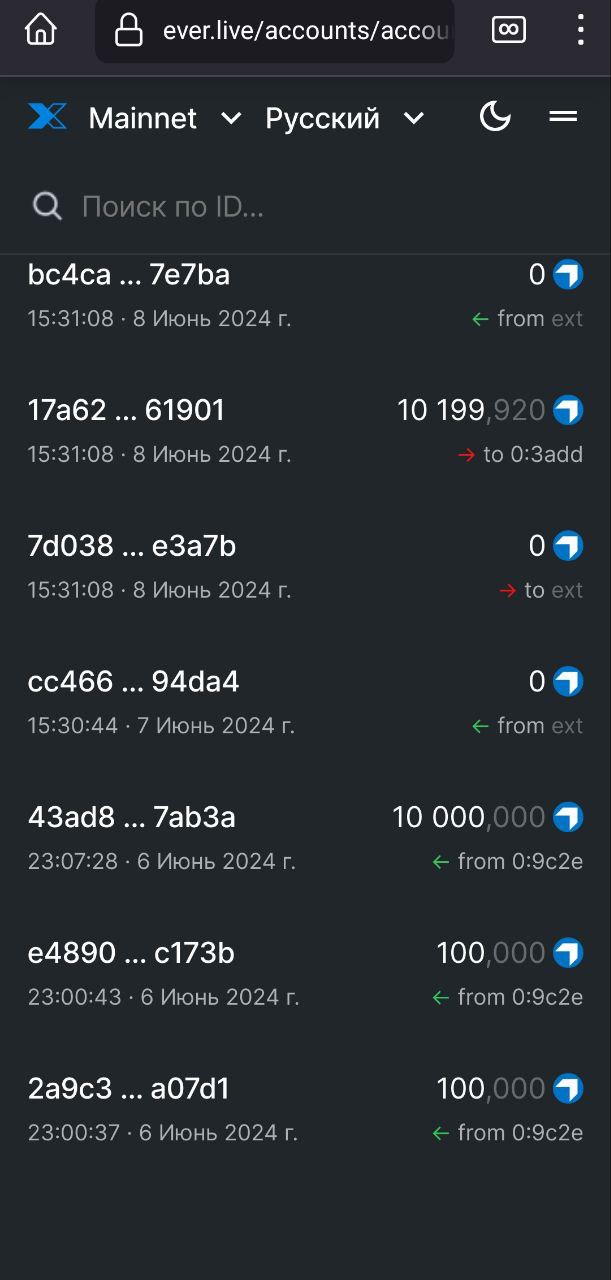 ever.live/accounts/accou
Mainnet Русский
Поиск по ID...
bc4ca ... 7e7ba 0
15:31:08 · 8 Июнь 2024 г. ← from ext
17a62 ... 61901 10 199,920
15:31:08 · 8 Июнь 2024 г. → to 0:3add
7d038 ... e3a7b 0
15:31:08 · 8 Июнь 2024 г. → to ext
cc466 ... 94da4 0
15:30:44 · 7 Июнь 2024 г. ← from ext
43ad8 ... 7ab3a 10 000,000
23:07:28 · 6 Июнь 2024 г. ← from 0:9c2e
e4890 ... c173b 100,000
23:00:43 · 6 Июнь 2024 г. ← from 0:9c2e
2a9c3 ... a07d1 100,000
23:00:37 · 6 Июнь 2024 г. ← from 0:9c2e